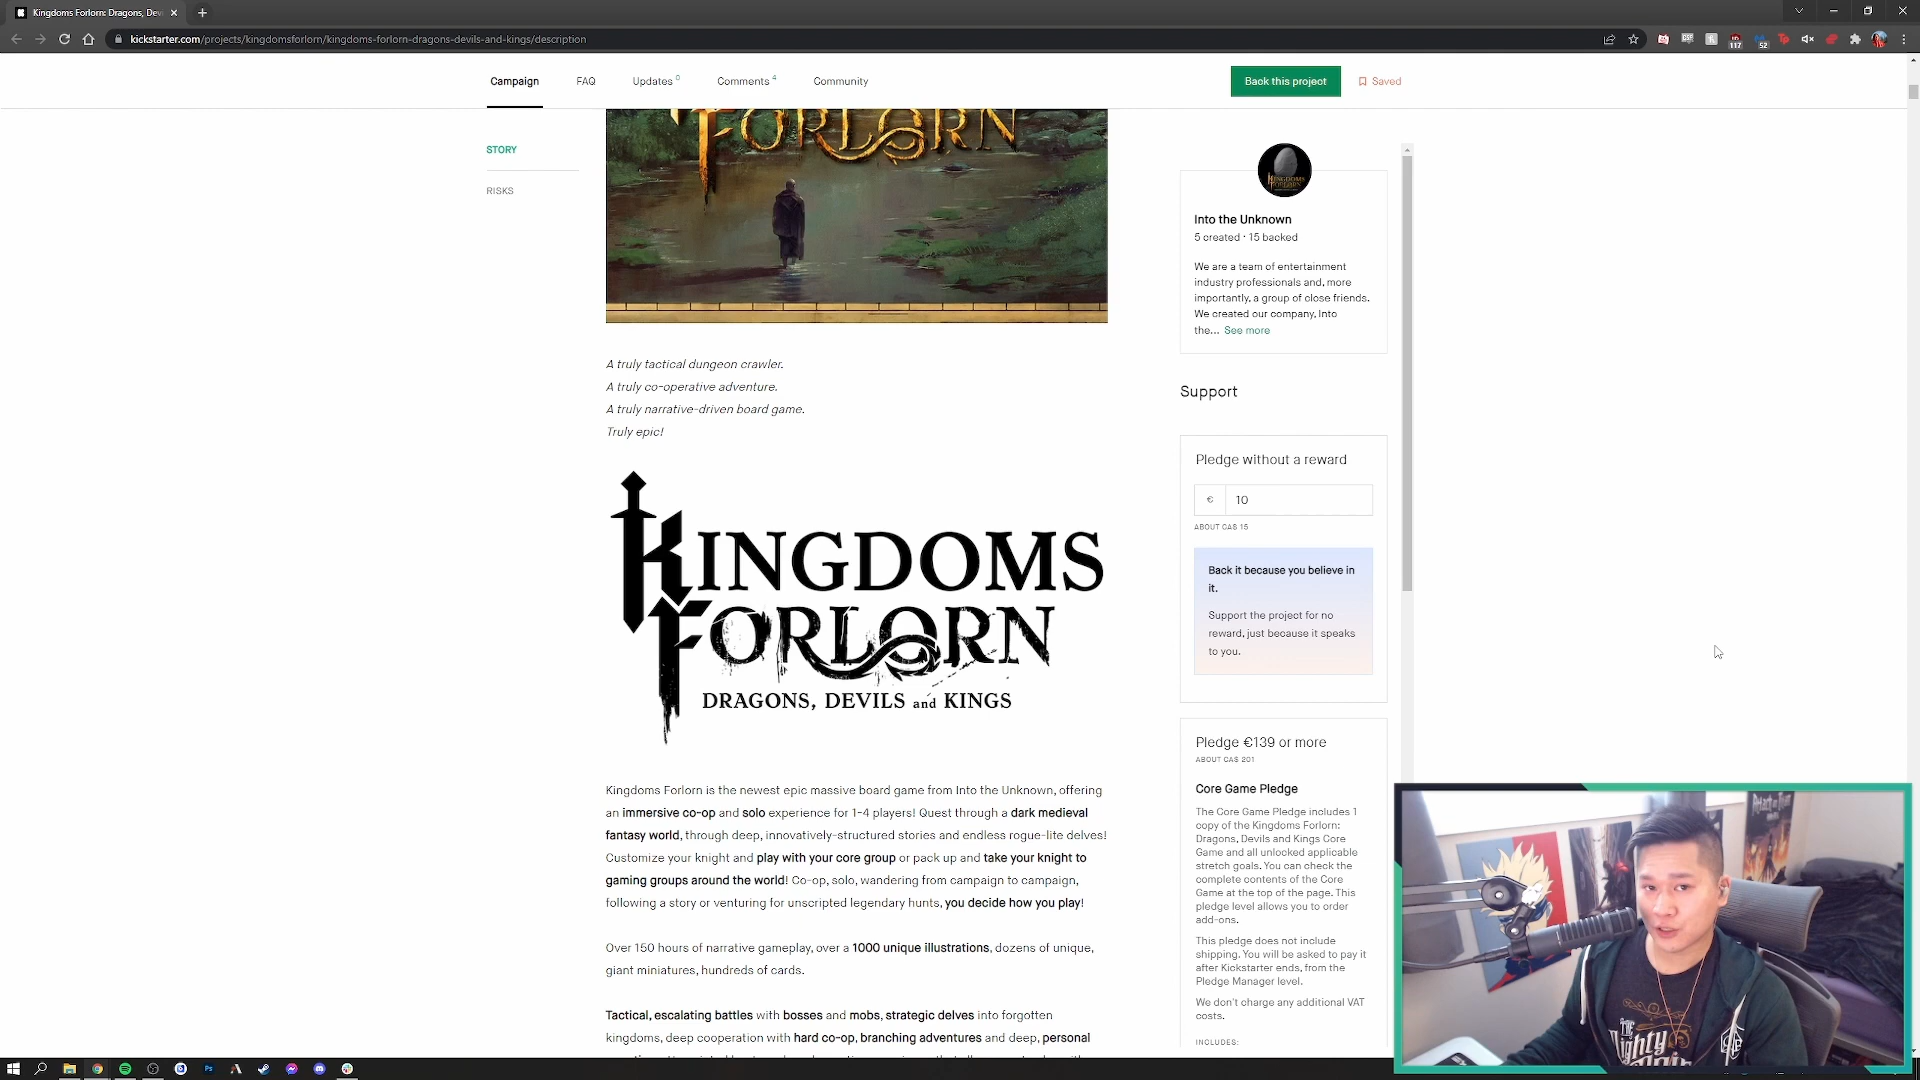 Kingdoms Forlorn: Dragons, Dev
kickstarter.com/projects/kingdomsforlorn/kingdoms-forlorn-dragons-devils-and-kings/description
117
52
Campaign
FAQ
Updates 0
Comments 4
Community
Back this project
Saved
STORY
RISKS
FORLORN
A truly tactical dungeon crawler.
A truly co-operative adventure.
A truly narrative-driven board game.
Truly epic!
KINGDOMS
FORLORN
DRAGONS, DEVILS and KINGS
Kingdoms Forlorn is the newest epic massive board game from Into the Unknown, offering
an immersive co-op and solo experience for 1-4 players! Quest through a dark medieval
fantasy world, through deep, innovatively-structured stories and endless rogue-lite delves!
Customize your knight and play with your core group or pack up and take your knight to
gaming groups around the world! Co-op, solo, wandering from campaign to campaign,
following a story or venturing for unscripted legendary hunts, you decide how you play!
Over 150 hours of narrative gameplay, over a 1000 unique illustrations, dozens of unique,
giant miniatures, hundreds of cards.
Tactical, escalating battles with bosses and mobs, strategic delves into forgotten
kingdoms, deep cooperation with hard co-op, branching adventures and deep, personal
KINGDOMS
FORLORN
Into the Unknown
5 created · 15 backed
We are a team of entertainment
industry professionals and, more
importantly, a group of close friends.
We created our company, Into
the... See more
Support
Pledge without a reward
€ 10
ABOUT CA$ 15
Back it because you believe in
it.
Support the project for no
reward, just because it speaks
to you.
Pledge €139 or more
ABOUT CA$ 201
Core Game Pledge
The Core Game Pledge includes 1
copy of the Kingdoms Forlorn:
Dragons, Devils and Kings Core
Game and all unlocked applicable
stretch goals. You can check the
complete contents of the Core
Game at the top of the page. This
pledge level allows you to order
add-ons.
This pledge does not include
shipping. You will be asked to pay it
after Kickstarter ends, from the
Pledge Manager level.
We don't charge any additional VAT
costs.
INCLUDES:
Attack on Titan
THE
Mighty